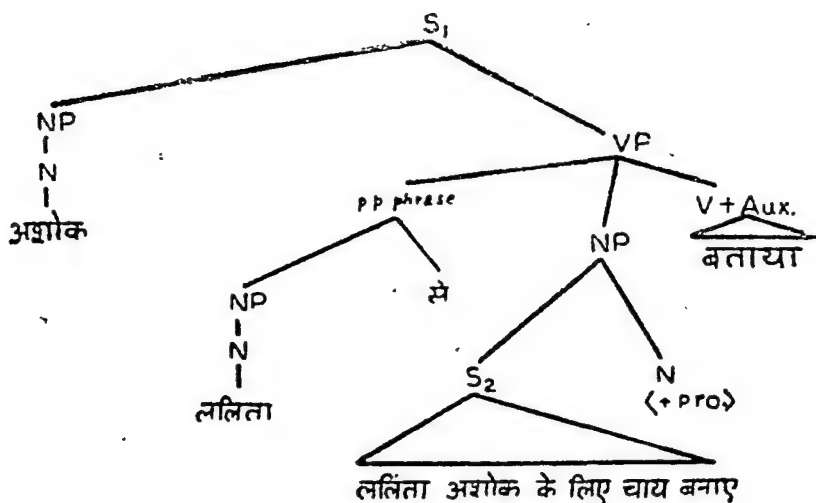 S1
NP VP
N pp phrase V + Aux.
अशोक NP से NP बताया
N S2 N
ललिता (+pro.)
ललिता अशोक के लिए चाय बनाए